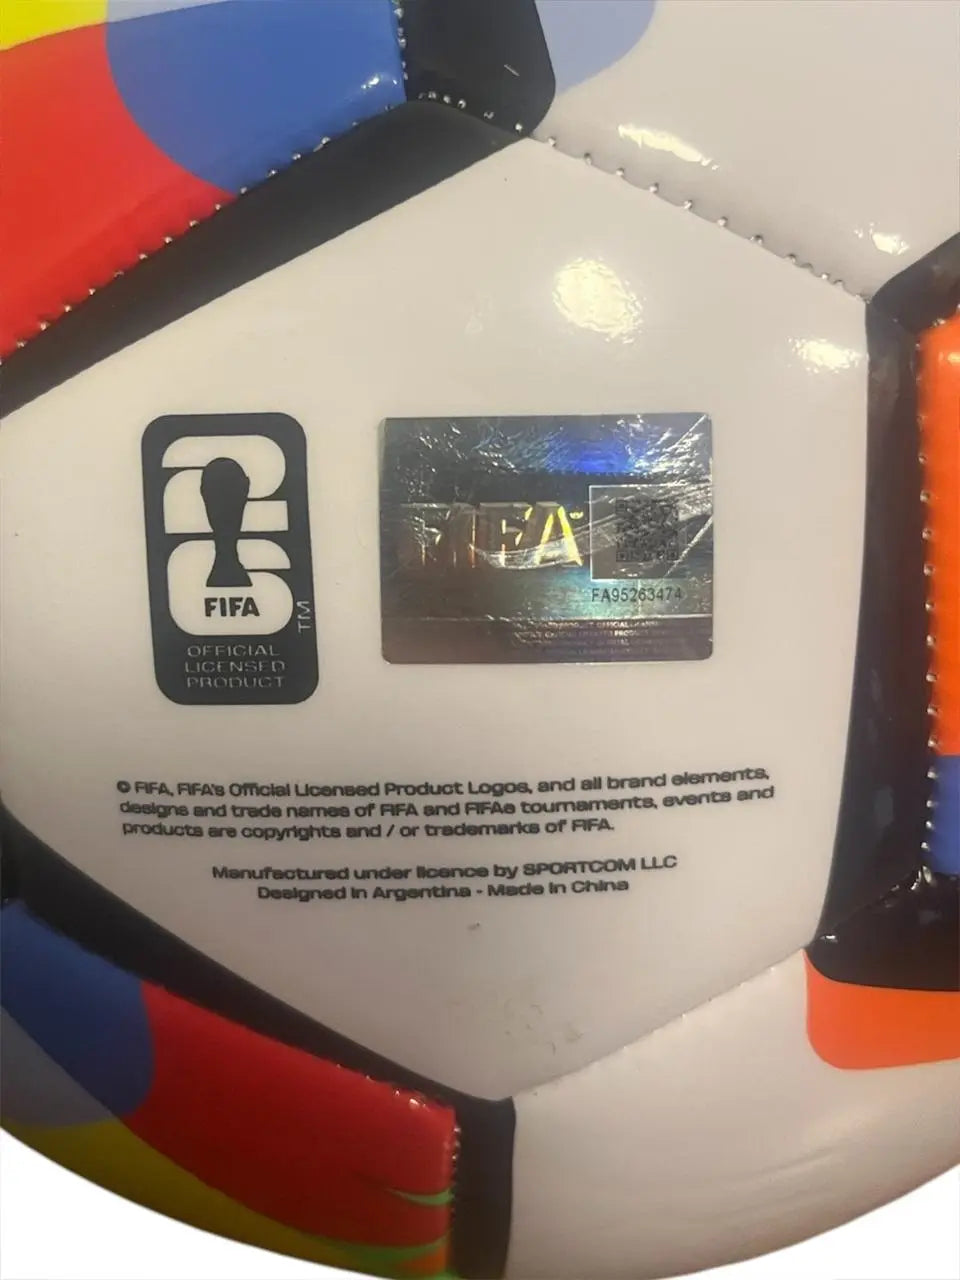 26
FIFA
TM
OFFICIAL
LICENSED
PRODUCT
FIFA
FA95263474
© FIFA, FIFA's Official Licensed Product Logos, and all brand elements,
designs and trade names of FIFA and FIFAs tournaments, events and
products are copyrights and / or trademarks of FIFA.
Manufactured under licence by SPORTCOM LLC
Designed in Argentina - Made in China